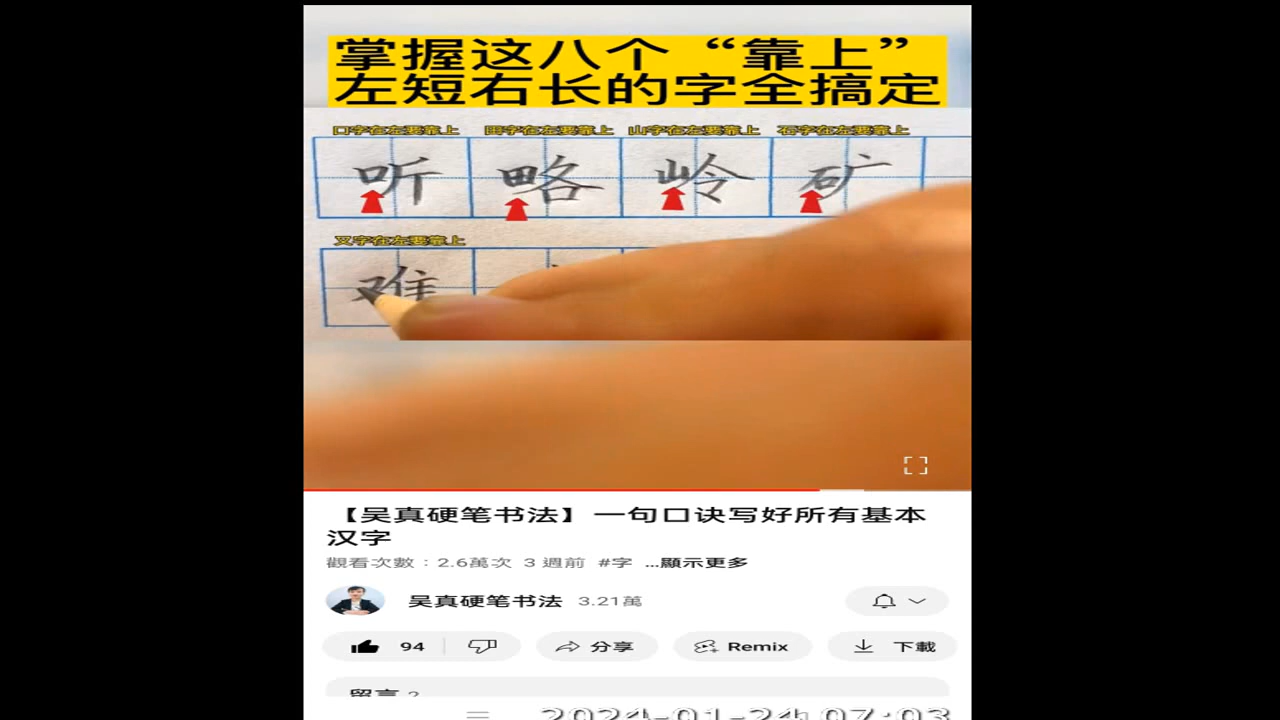 掌握这八个“靠上”
左短右长的字全搞定
口字在左要靠上 田字在左要靠上 山字在左要靠上 石字在左要靠上
听 略 岭 矿
又字在左要靠上
难
【吴真硬笔书法】一句口诀写好所有基本
汉字
觀看次數：2.6萬次 3 週前 #字 ...顯示更多
吴真硬笔书法 3.21萬
94 分享 Remix 下載
留言 2
2024-01-24 07:03